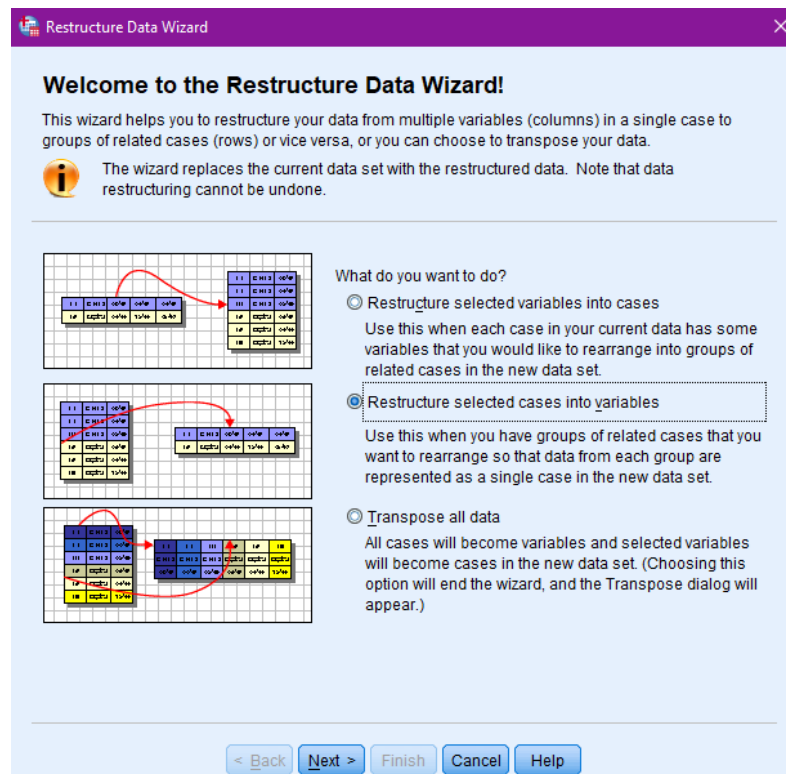 Restructure Data Wizard
Welcome to the Restructure Data Wizard!
This wizard helps you to restructure your data from multiple variables (columns) in a single case to
groups of related cases (rows) or vice versa, or you can choose to transpose your data.
The wizard replaces the current data set with the restructured data. Note that data
restructuring cannot be undone.
What do you want to do?
Restructure selected variables into cases
Use this when each case in your current data has some
variables that you would like to rearrange into groups of
related cases in the new data set.
Restructure selected cases into variables
Use this when you have groups of related cases that you
want to rearrange so that data from each group are
represented as a single case in the new data set.
Transpose all data
All cases will become variables and selected variables
will become cases in the new data set. (Choosing this
option will end the wizard, and the Transpose dialog will
appear.)
< Back Next > Finish Cancel Help